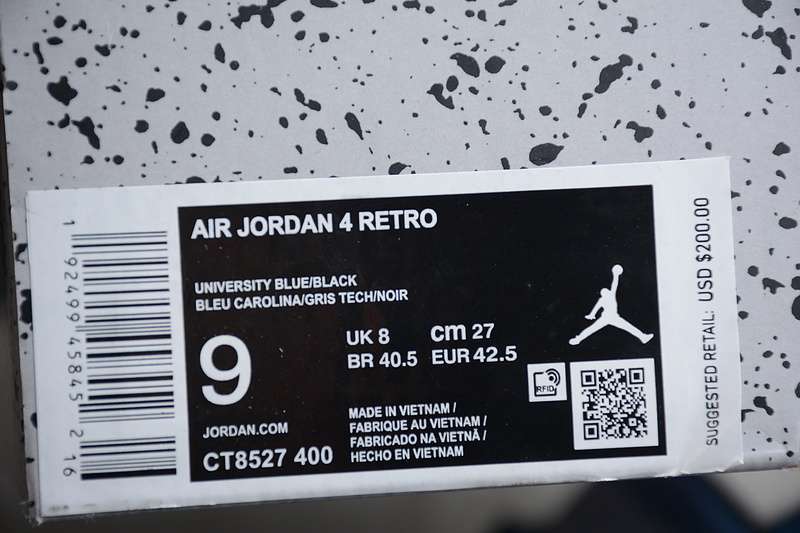 AIR JORDAN 4 RETRO
UNIVERSITY BLUE/BLACK
BLEU CAROLINA/GRIS TECH/NOIR
9
UK 8 cm 27
BR 40.5 EUR 42.5
RFID
JORDAN.COM
CT8527 400
MADE IN VIETNAM /
FABRIQUE AU VIETNAM /
FABRICADO NA VIETNÃ /
HECHO EN VIETNAM
1 92499 45845 2 16
SUGGESTED RETAIL: USD $200.00